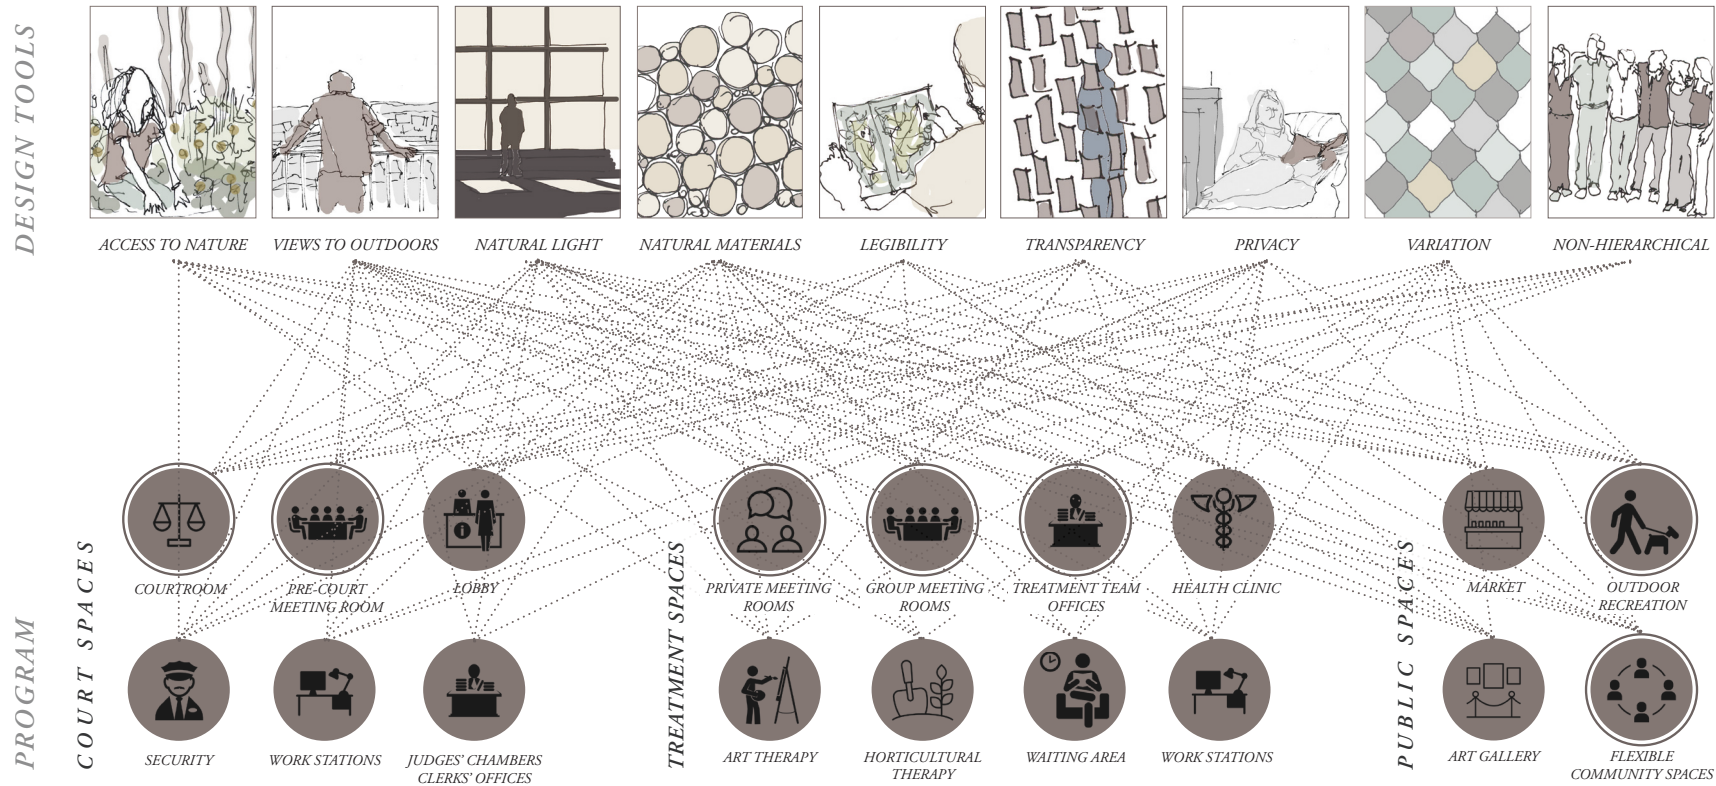 DESIGN TOOLS
ACCESS TO NATURE
VIEWS TO OUTDOORS
NATURAL LIGHT
NATURAL MATERIALS
LEGIBILITY
TRANSPARENCY
PRIVACY
VARIATION
NON-HIERARCHICAL
PROGRAM
COURT SPACES
COURTROOM
PRE-COURT
MEETING ROOM
LOBBY
SECURITY
WORK STATIONS
JUDGES' CHAMBERS
CLERKS' OFFICES
TREATMENT SPACES
PRIVATE MEETING
ROOMS
GROUP MEETING
ROOMS
TREATMENT TEAM
OFFICES
HEALTH CLINIC
ART THERAPY
HORTICULTURAL
THERAPY
WAITING AREA
WORK STATIONS
PUBLIC SPACES
MARKET
OUTDOOR
RECREATION
ART GALLERY
FLEXIBLE
COMMUNITY SPACES